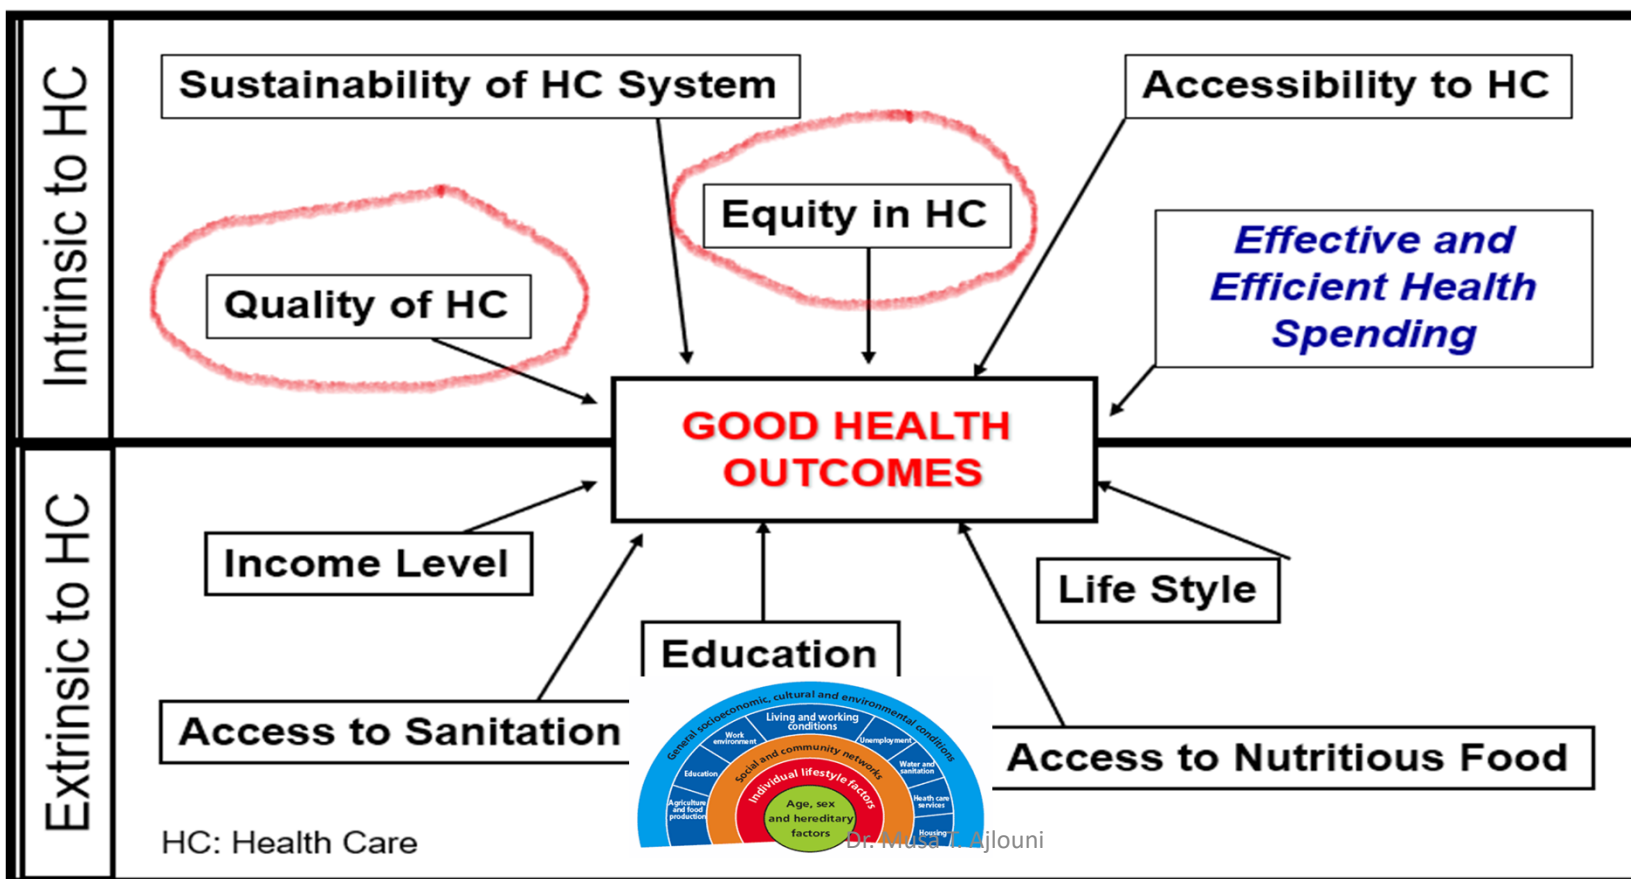 Intrinsic to HC
Sustainability of HC System
Accessibility to HC
Equity in HC
Effective and
Efficient Health
Spending
Quality of HC
GOOD HEALTH
OUTCOMES
Extrinsic to HC
Income Level
Life Style
Education
Access to Sanitation
Access to Nutritious Food
General socioeconomic, cultural and environmental conditions
Living and working
conditions
Work
environment
Unemployment
Education
Water and
sanitation
Agriculture
and food
production
Heath care
services
Housing
Social and community networks
Individual lifestyle factors
Age, sex
and hereditary
factors
HC: Health Care
Dr. Musa T. Ajlouni